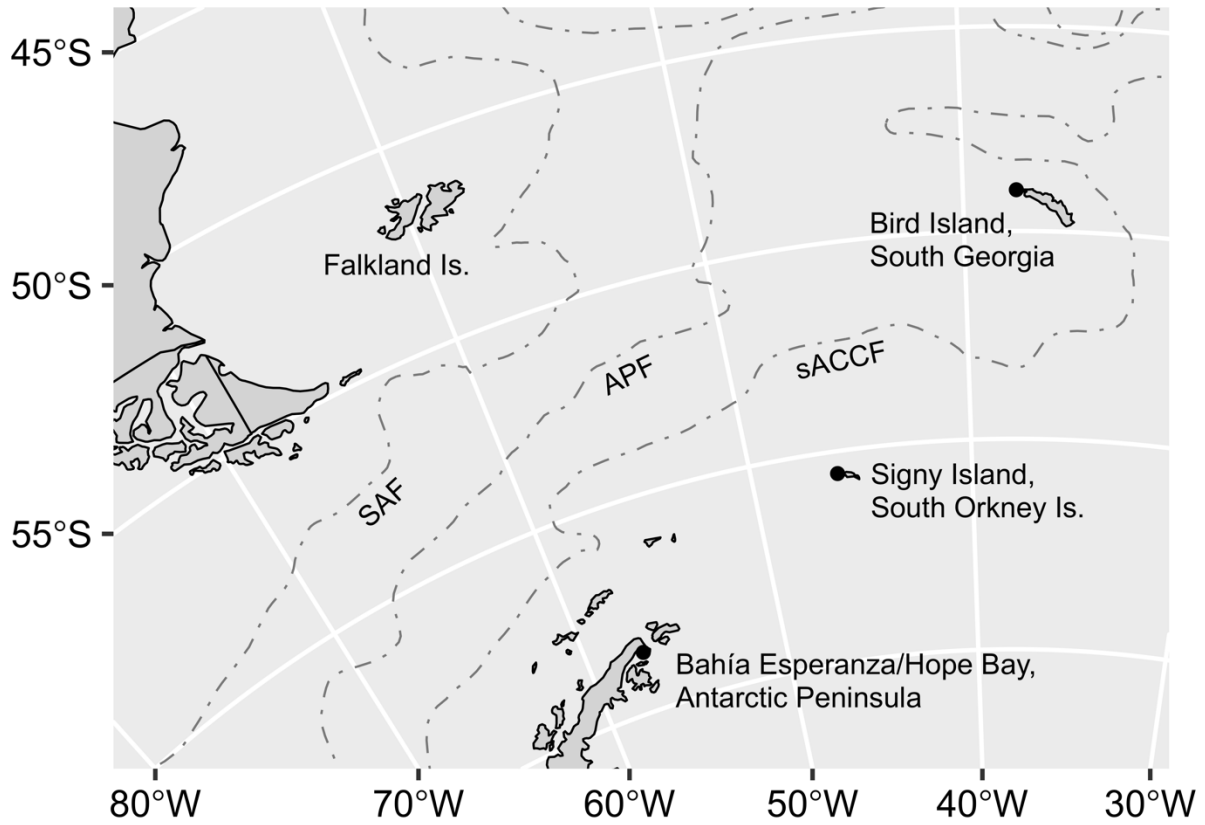 45°S
50°S
55°S
Falkland Is.
Bird Island,
South Georgia
APF
sACCF
SAF
Signy Island,
South Orkney Is.
Bahía Esperanza/Hope Bay,
Antarctic Peninsula
80°W
70°W
60°W
50°W
40°W
30°W